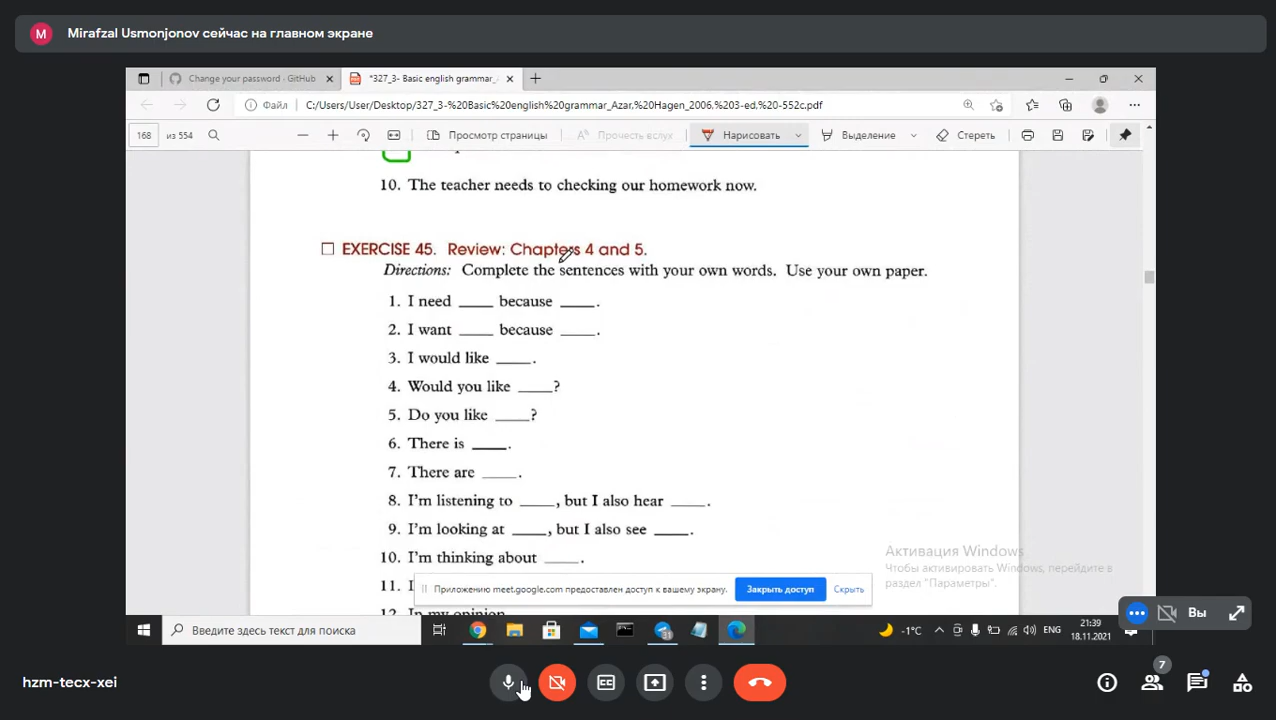 M Mirafzal Usmonjonov сейчас на главном экране
Change your password · GitHub
*327_3- Basic english grammar_
Файл C:/Users/User/Desktop/327_3-%20Basic%20english%20grammar_Azar,%20Hagen_2006.%203-ed,%20-552c.pdf
168 из 554 Просмотр страницы Прочесть вслух Нарисовать Выделение Стереть
10. The teacher needs to checking our homework now.
EXERCISE 45. Review: Chapters 4 and 5.
Directions: Complete the sentences with your own words. Use your own paper.
1. I need ____ because ____.
2. I want ____ because ____.
3. I would like ____.
4. Would you like ____?
5. Do you like ____?
6. There is ____.
7. There are ____.
8. I'm listening to ____, but I also hear ____.
9. I'm looking at ____, but I also see ____.
10. I'm thinking about ____.
11. I
12. In my opinion
Активация Windows
Чтобы активировать Windows, перейдите в
раздел "Параметры".
Приложению meet.google.com предоставлен доступ к вашему экрану. Закрыть доступ Скрыть
Вы
Введите здесь текст для поиска
-1°C ENG 21:39
18.11.2021
hzm-tecx-xei
7